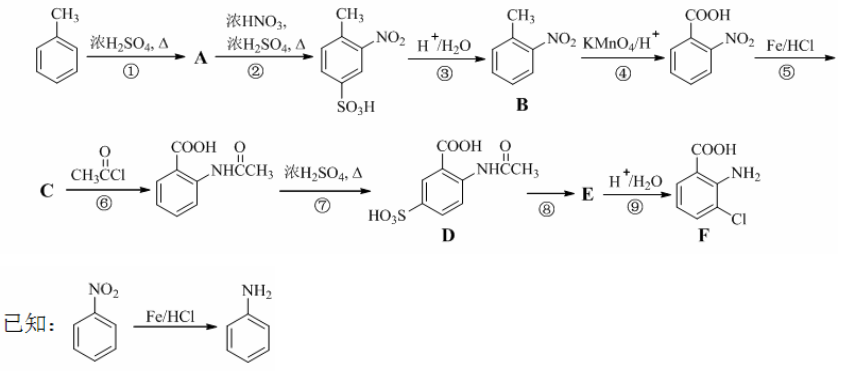 CH3 浓H2SO4, Δ ① A 浓HNO3, 浓H2SO4, Δ ② CH3 NO2 SO3H H+/H2O ③ CH3 NO2 B KMnO4/H+ ④ COOH NO2 Fe/HCl ⑤
C CH3CCl O ⑥ COOH NHCCH3 O 浓H2SO4, Δ ⑦ COOH NHCCH3 O HO3S D ⑧ E H+/H2O ⑨ COOH NH2 Cl F
已知： NO2 Fe/HCl NH2